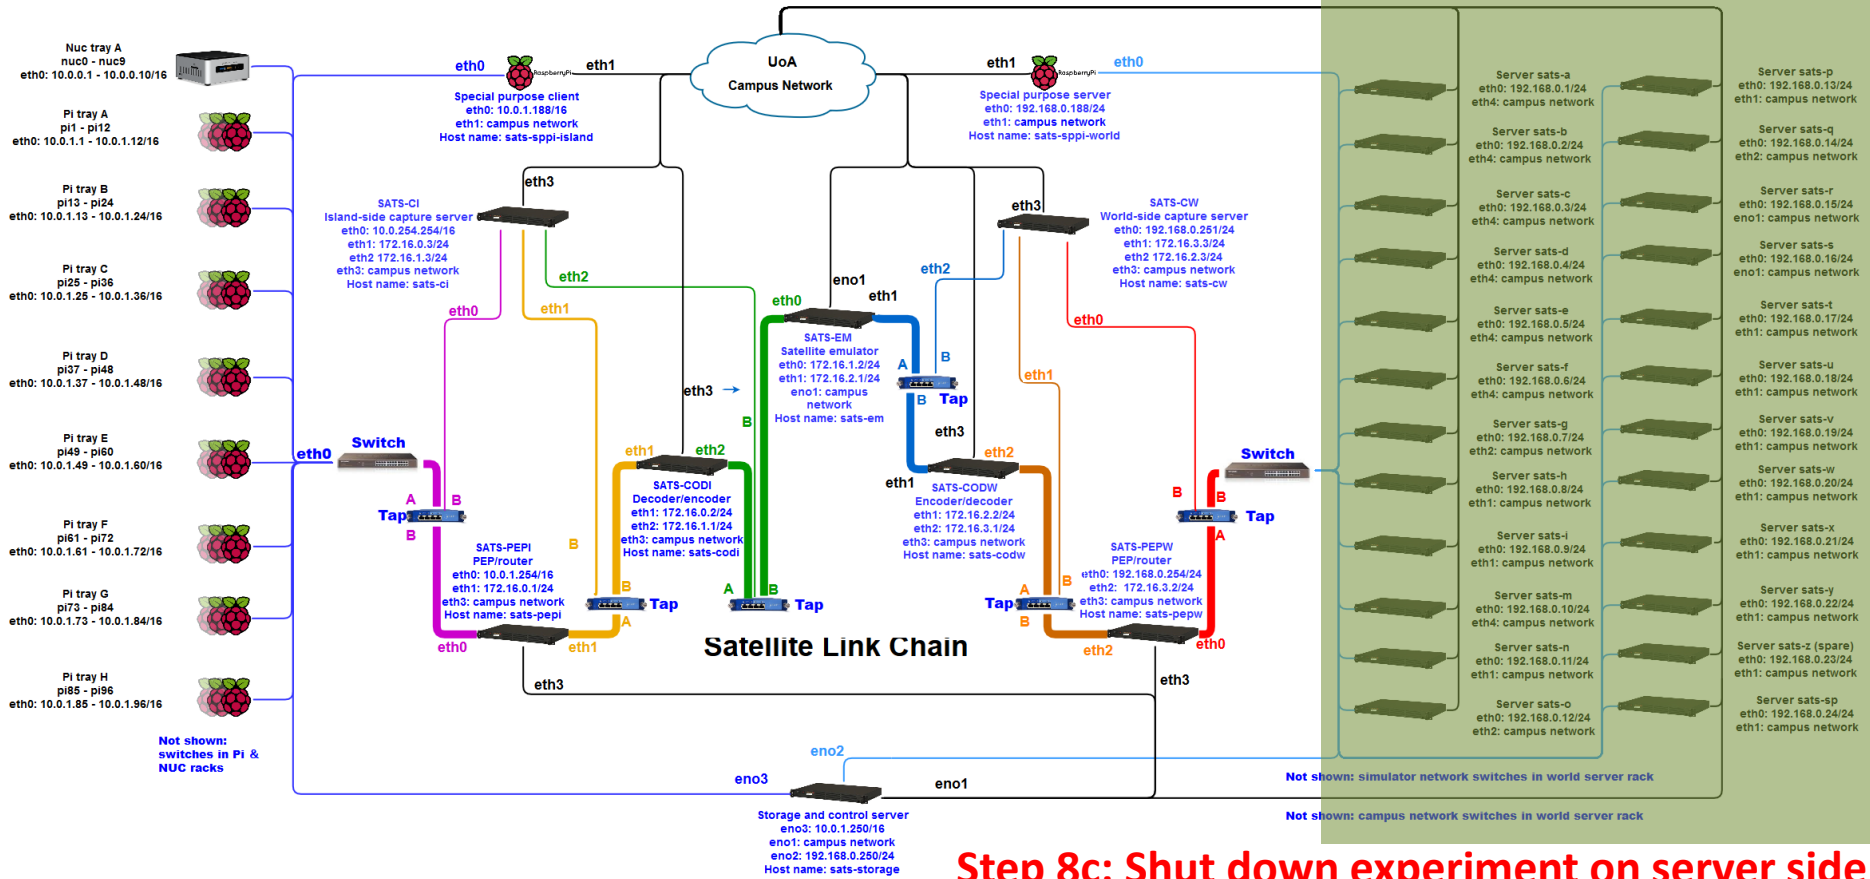 Nuc tray A
nuc0 - nuc9
eth0: 10.0.0.1 - 10.0.0.10/16
Pi tray A
pi1 - pi12
eth0: 10.0.1.1 - 10.0.1.12/16
Pi tray B
pi13 - pi24
eth0: 10.0.1.13 - 10.0.1.24/16
Pi tray C
pi25 - pi36
eth0: 10.0.1.25 - 10.0.1.36/16
Pi tray D
pi37 - pi48
eth0: 10.0.1.37 - 10.0.1.48/16
Pi tray E
pi49 - pi60
eth0: 10.0.1.49 - 10.0.1.60/16
Pi tray F
pi61 - pi72
eth0: 10.0.1.61 - 10.0.1.72/16
Pi tray G
pi73 - pi84
eth0: 10.0.1.73 - 10.0.1.84/16
Pi tray H
pi85 - pi96
eth0: 10.0.1.85 - 10.0.1.96/16
Not shown:
switches in Pi &
NUC racks
eth0
RaspberryPi
eth1
Special purpose client
eth0: 10.0.1.188/16
eth1: campus network
Host name: sats-sppi-island
UoA
Campus Network
eth1
RaspberryPi
eth0
Special purpose server
eth0: 192.168.0.188/24
eth1: campus network
Host name: sats-sppi-world
eth3
SATS-CI
Island-side capture server
eth0: 10.0.254.254/16
eth1: 172.16.0.3/24
eth2 172.16.1.3/24
eth3: campus network
Host name: sats-ci
eth0
eth1
eth2
eth3
SATS-CW
World-side capture server
eth0: 192.168.0.251/24
eth1: 172.16.3.3/24
eth2 172.16.2.3/24
eth3: campus network
Host name: sats-cw
eth2
eth1
eth0
eno1
eth0
eth1
SATS-EM
Satellite emulator
eth0: 172.16.1.2/24
eth1: 172.16.2.1/24
eno1: campus
network
Host name: sats-em
eth3
A
B
B
Tap
B
eth0
Switch
A
B
Tap
B
eth1
eth2
SATS-CODI
Decoder/encoder
eth1: 172.16.0.2/24
eth2: 172.16.1.1/24
eth3: campus network
Host name: sats-codi
eth3
eth2
eth1
SATS-CODW
Encoder/decoder
eth1: 172.16.2.2/24
eth2: 172.16.3.1/24
eth3: campus network
Host name: sats-codw
Switch
B
B
Tap
A
SATS-PEPI
PEP/router
eth0: 10.0.1.254/16
eth1: 172.16.0.1/24
eth3: campus network
Host name: sats-pepi
B
B
Tap
A
A
B
Tap
SATS-PEPW
PEP/router
eth0: 192.168.0.254/24
eth2: 172.16.3.2/24
eth3: campus network
Host name: sats-pepw
A
B
Tap
B
eth0
eth1
eth2
eth0
Satellite Link Chain
eth3
eth3
eno2
eno3
eno1
Storage and control server
eno3: 10.0.1.250/16
eno1: campus network
eno2: 192.168.0.250/24
Host name: sats-storage
Server sats-a
eth0: 192.168.0.1/24
eth4: campus network
Server sats-b
eth0: 192.168.0.2/24
eth4: campus network
Server sats-c
eth0: 192.168.0.3/24
eth4: campus network
Server sats-d
eth0: 192.168.0.4/24
eth4: campus network
Server sats-e
eth0: 192.168.0.5/24
eth4: campus network
Server sats-f
eth0: 192.168.0.6/24
eth4: campus network
Server sats-g
eth0: 192.168.0.7/24
eth2: campus network
Server sats-h
eth0: 192.168.0.8/24
eth1: campus network
Server sats-i
eth0: 192.168.0.9/24
eth1: campus network
Server sats-m
eth0: 192.168.0.10/24
eth4: campus network
Server sats-n
eth0: 192.168.0.11/24
eth1: campus network
Server sats-o
eth0: 192.168.0.12/24
eth2: campus network
Server sats-p
eth0: 192.168.0.13/24
eth1: campus network
Server sats-q
eth0: 192.168.0.14/24
eth2: campus network
Server sats-r
eth0: 192.168.0.15/24
eno1: campus network
Server sats-s
eth0: 192.168.0.16/24
eno1: campus network
Server sats-t
eth0: 192.168.0.17/24
eth1: campus network
Server sats-u
eth0: 192.168.0.18/24
eth1: campus network
Server sats-v
eth0: 192.168.0.19/24
eth1: campus network
Server sats-w
eth0: 192.168.0.20/24
eth1: campus network
Server sats-x
eth0: 192.168.0.21/24
eth1: campus network
Server sats-y
eth0: 192.168.0.22/24
eth1: campus network
Server sats-z (spare)
eth0: 192.168.0.23/24
eth1: campus network
Server sats-sp
eth0: 192.168.0.24/24
eth1: campus network
Not shown: simulator network switches in world server rack
Not shown: campus network switches in world server rack
Step 8c: Shut down experiment on server side